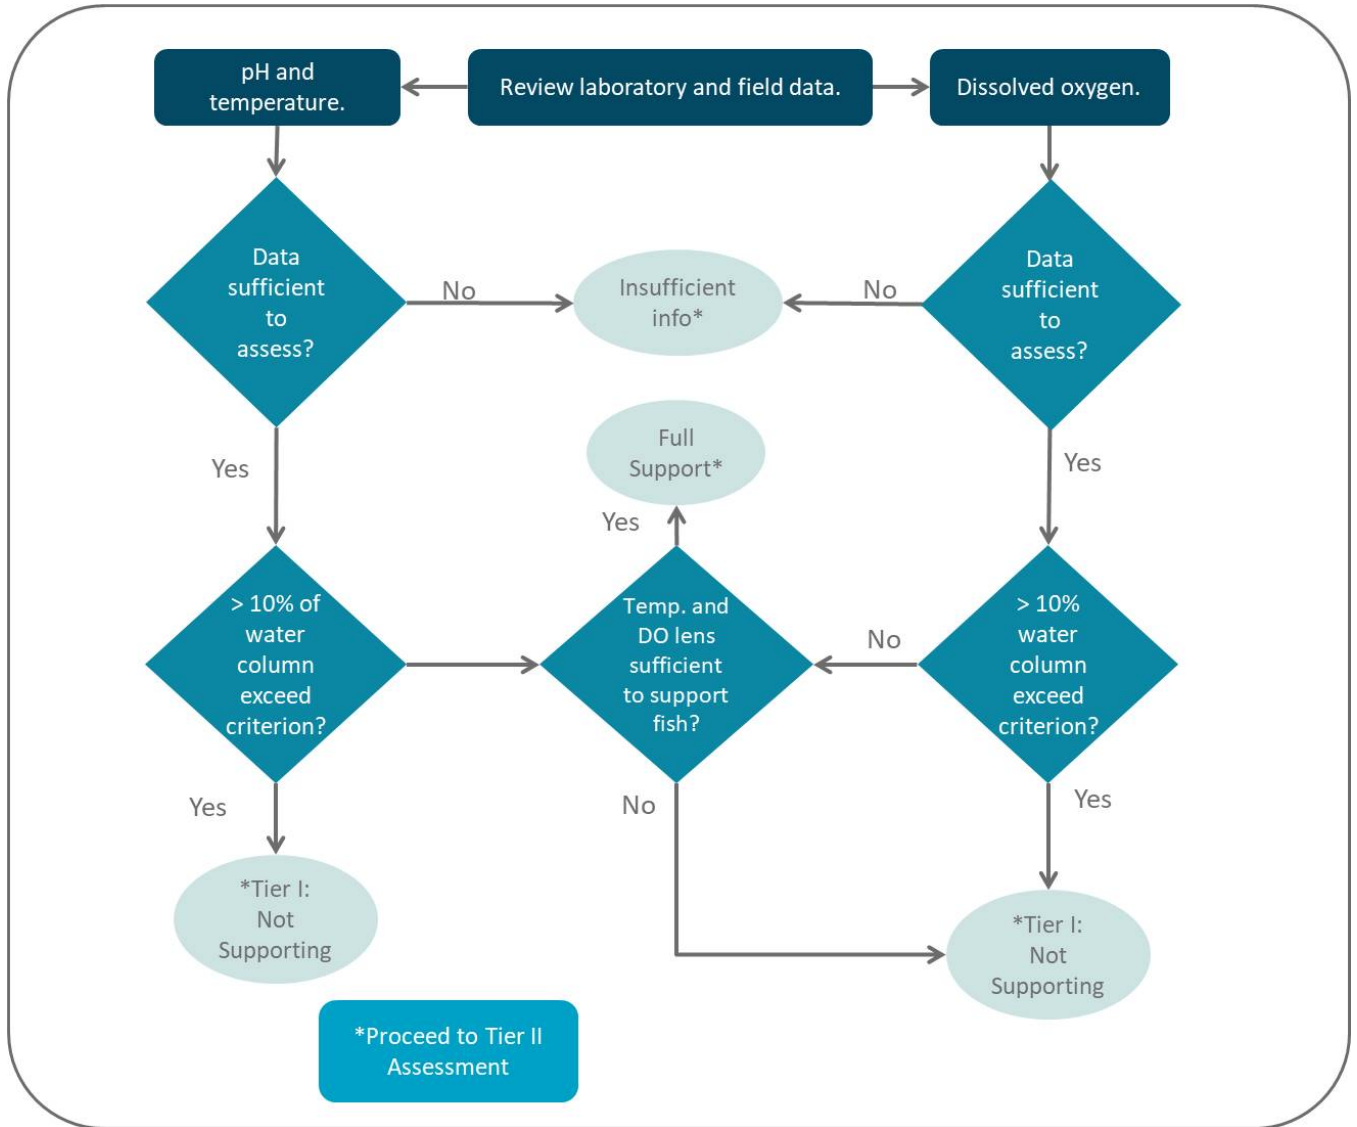 pH and
temperature.
Review laboratory and field data.
Dissolved oxygen.
Data
sufficient
to
assess?
No
Insufficient
info*
No
Data
sufficient
to
assess?
Yes
Full
Support*
Yes
Yes
> 10% of
water
column
exceed
criterion?
Temp. and
DO lens
sufficient
to support
fish?
No
> 10%
water
column
exceed
criterion?
Yes
No
Yes
*Tier I:
Not
Supporting
*Tier I:
Not
Supporting
*Proceed to Tier II
Assessment